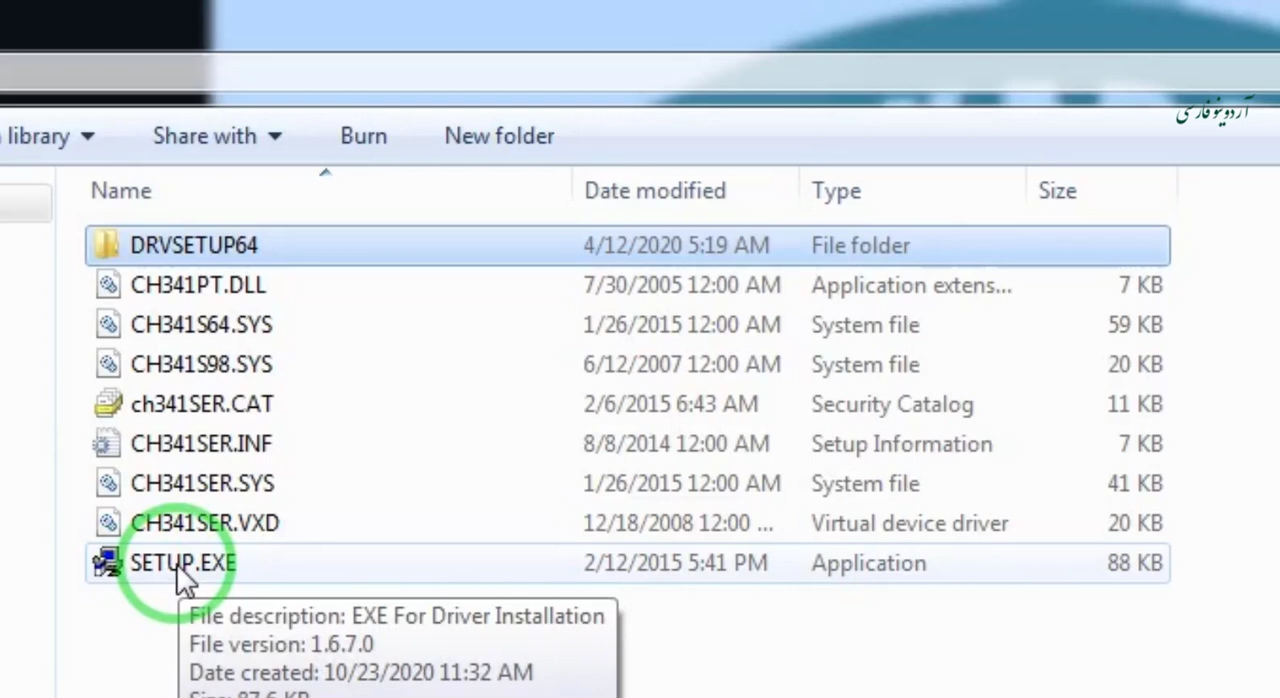 آردوینو فارسی
library Share with Burn New folder
Name Date modified Type Size
DRVSETUP64 4/12/2020 5:19 AM File folder
CH341PT.DLL 7/30/2005 12:00 AM Application extens... 7 KB
CH341S64.SYS 1/26/2015 12:00 AM System file 59 KB
CH341S98.SYS 6/12/2007 12:00 AM System file 20 KB
ch341SER.CAT 2/6/2015 6:43 AM Security Catalog 11 KB
CH341SER.INF 8/8/2014 12:00 AM Setup Information 7 KB
CH341SER.SYS 1/26/2015 12:00 AM System file 41 KB
CH341SER.VXD 12/18/2008 12:00 ... Virtual device driver 20 KB
SETUP.EXE 2/12/2015 5:41 PM Application 88 KB
File description: EXE For Driver Installation
File version: 1.6.7.0
Date created: 10/23/2020 11:32 AM
Size: 87.6 KB